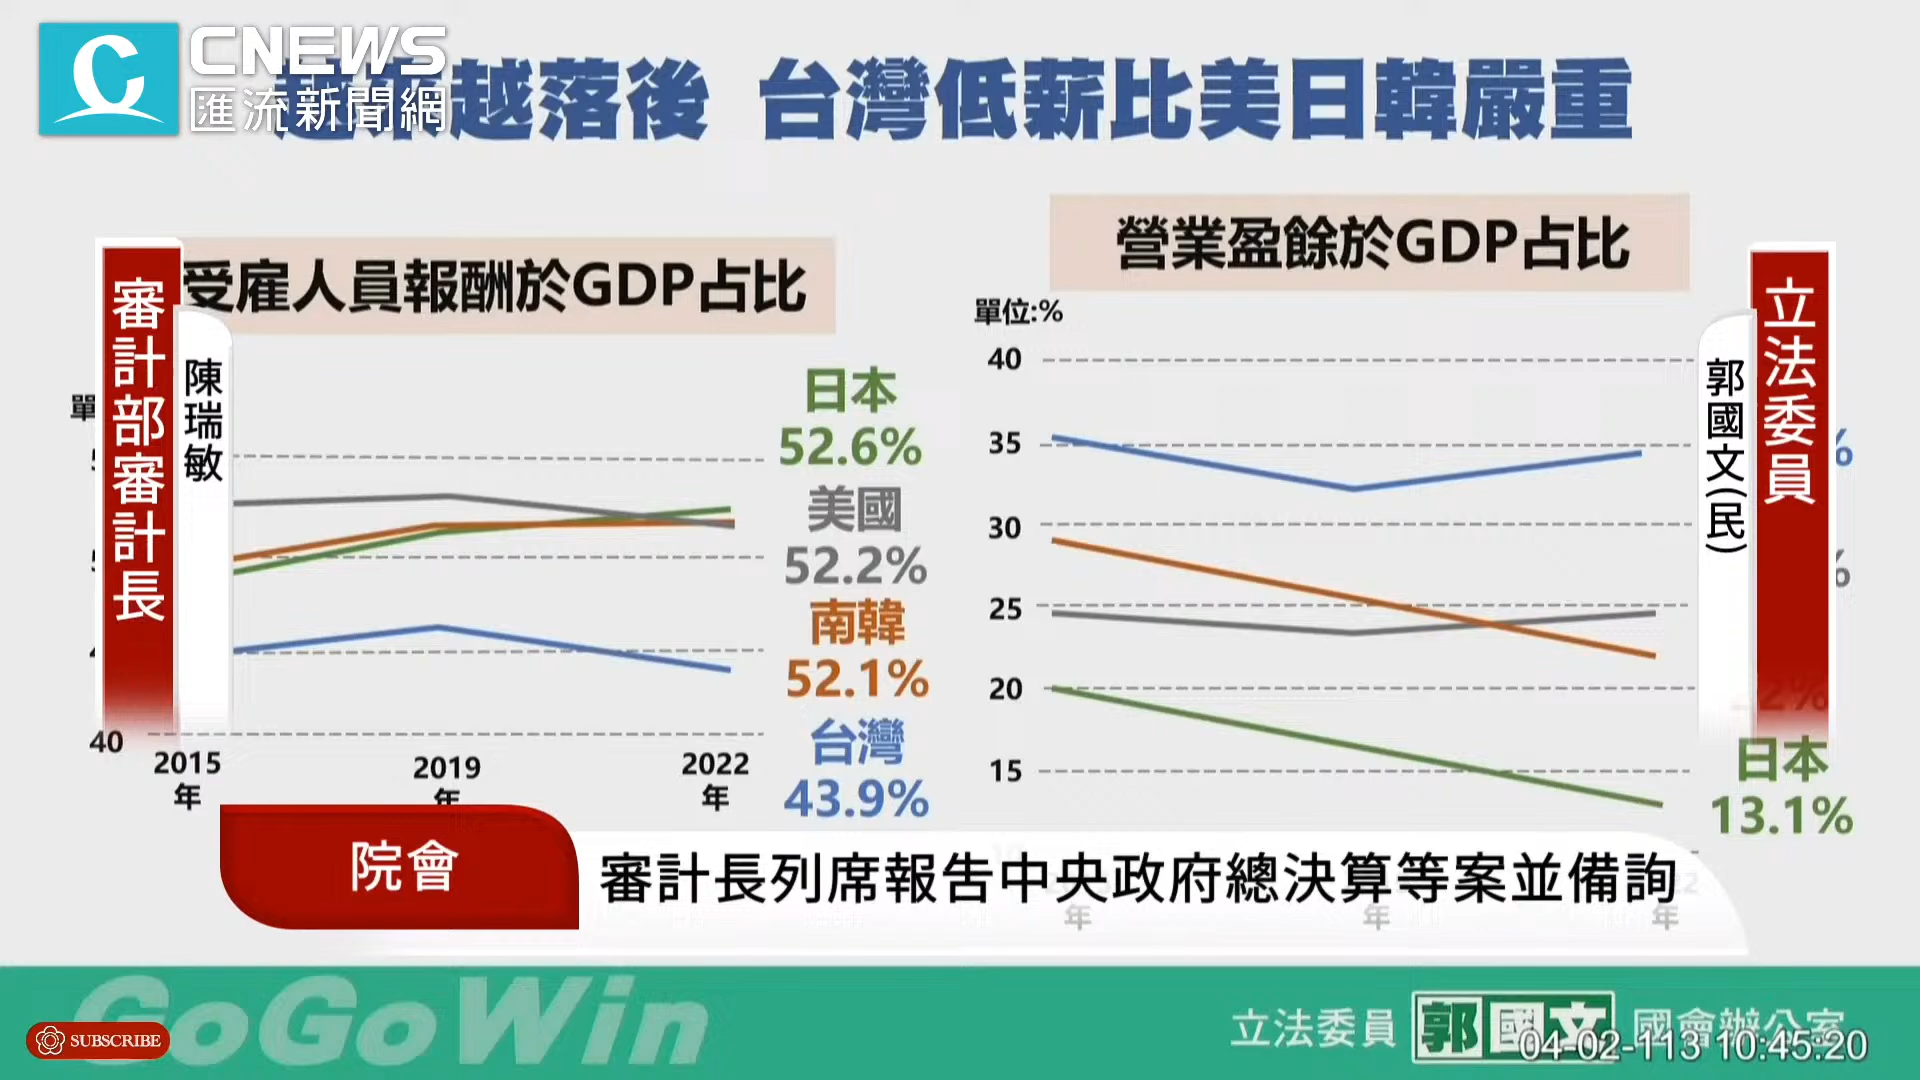 CNEWS
匯流新聞網
越落後 台灣低薪比美日韓嚴重
受雇人員報酬於GDP占比
營業盈餘於GDP占比
審計部審計長
陳瑞敏
立法委員
郭國文(民)
單位:%
40
35
30
25
20
15
日本
52.6%
美國
52.2%
南韓
52.1%
台灣
43.9%
40
2015
年
2019
年
2022
年
日本
13.1%
院會
審計長列席報告中央政府總決算等案並備詢
年
年
年
GoGoWin
SUBSCRIBE
立法委員 郭國文 國會辦公室
04-02-113 10:45:20